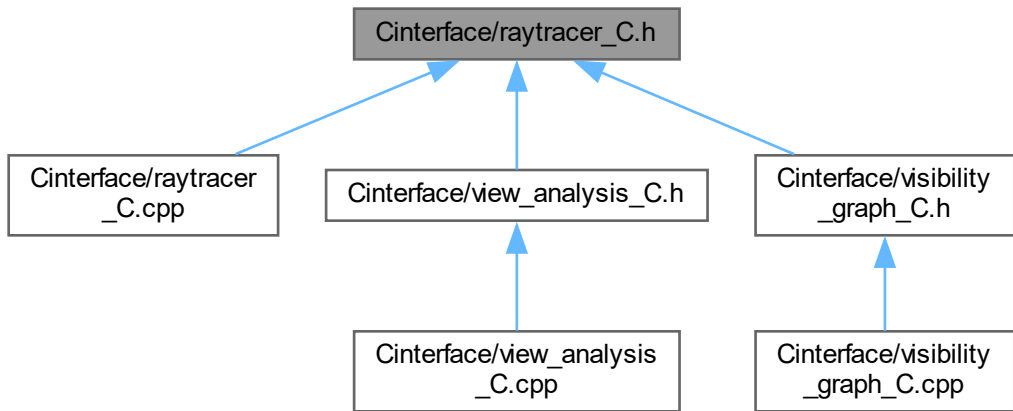 Cinterface/raytracer_C.h
Cinterface/raytracer
_C.cpp
Cinterface/view_analysis_C.h
Cinterface/visibility
_graph_C.h
Cinterface/view_analysis
_C.cpp
Cinterface/visibility
_graph_C.cpp